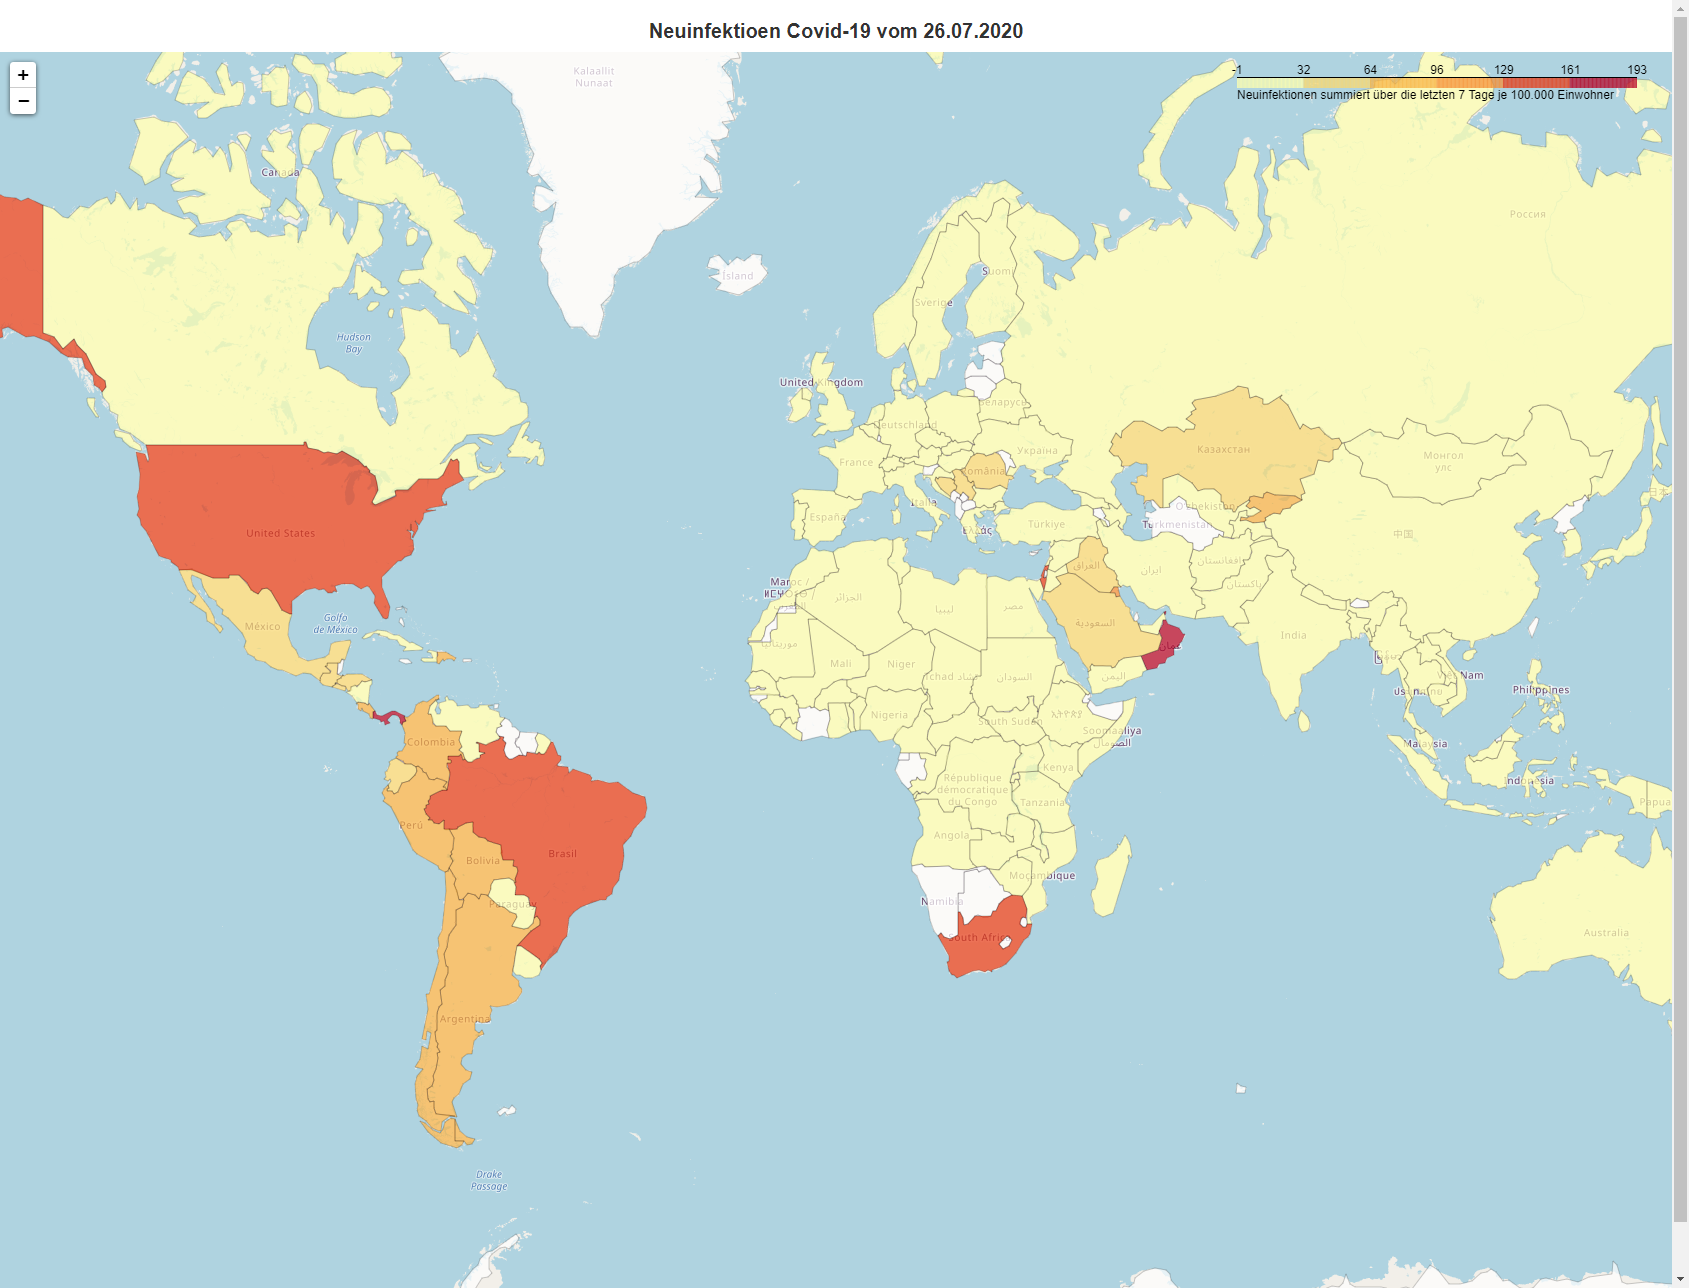 Neuinfektioen Covid-19 vom 26.07.2020
+
−
-1 32 64 96 129 161 193
Neuinfektionen summiert über die letzten 7 Tage je 100.000 Einwohner
Kalaallit
Nunaat
Canada
Россия
Ísland
Suomi
Sverige
Hudson
Bay
United Kingdom
Беларусь
Deutschland
Україна
Казахстан
Монгол
улс
France
România
Italia
España
Ελλάς
Türkiye
Turkmenistan
O'zbekiston
中国
日本
United States
ایران
افغانستان
پاکستان
العراق
Maroc /
ⵍⵎⵖⵔⵉⴱ /
المغرب
الجزائر
ليبيا
مصر
السعودية
México
Golfo
de México
موريتانيا
Mali
Niger
Tchad تشاد
السودان
اليمن
عمان
India
Việt Nam
Philippines
Nigeria
South Sudan
Soomaaliya
الصومال
Kenya
Malaysia
Indonesia
Papua
Colombia
République
démocratique
du Congo
Tanzania
Angola
Perú
Brasil
Bolivia
Moçambique
Namibia
Paraguay
South Africa
Australia
Argentina
Drake
Passage